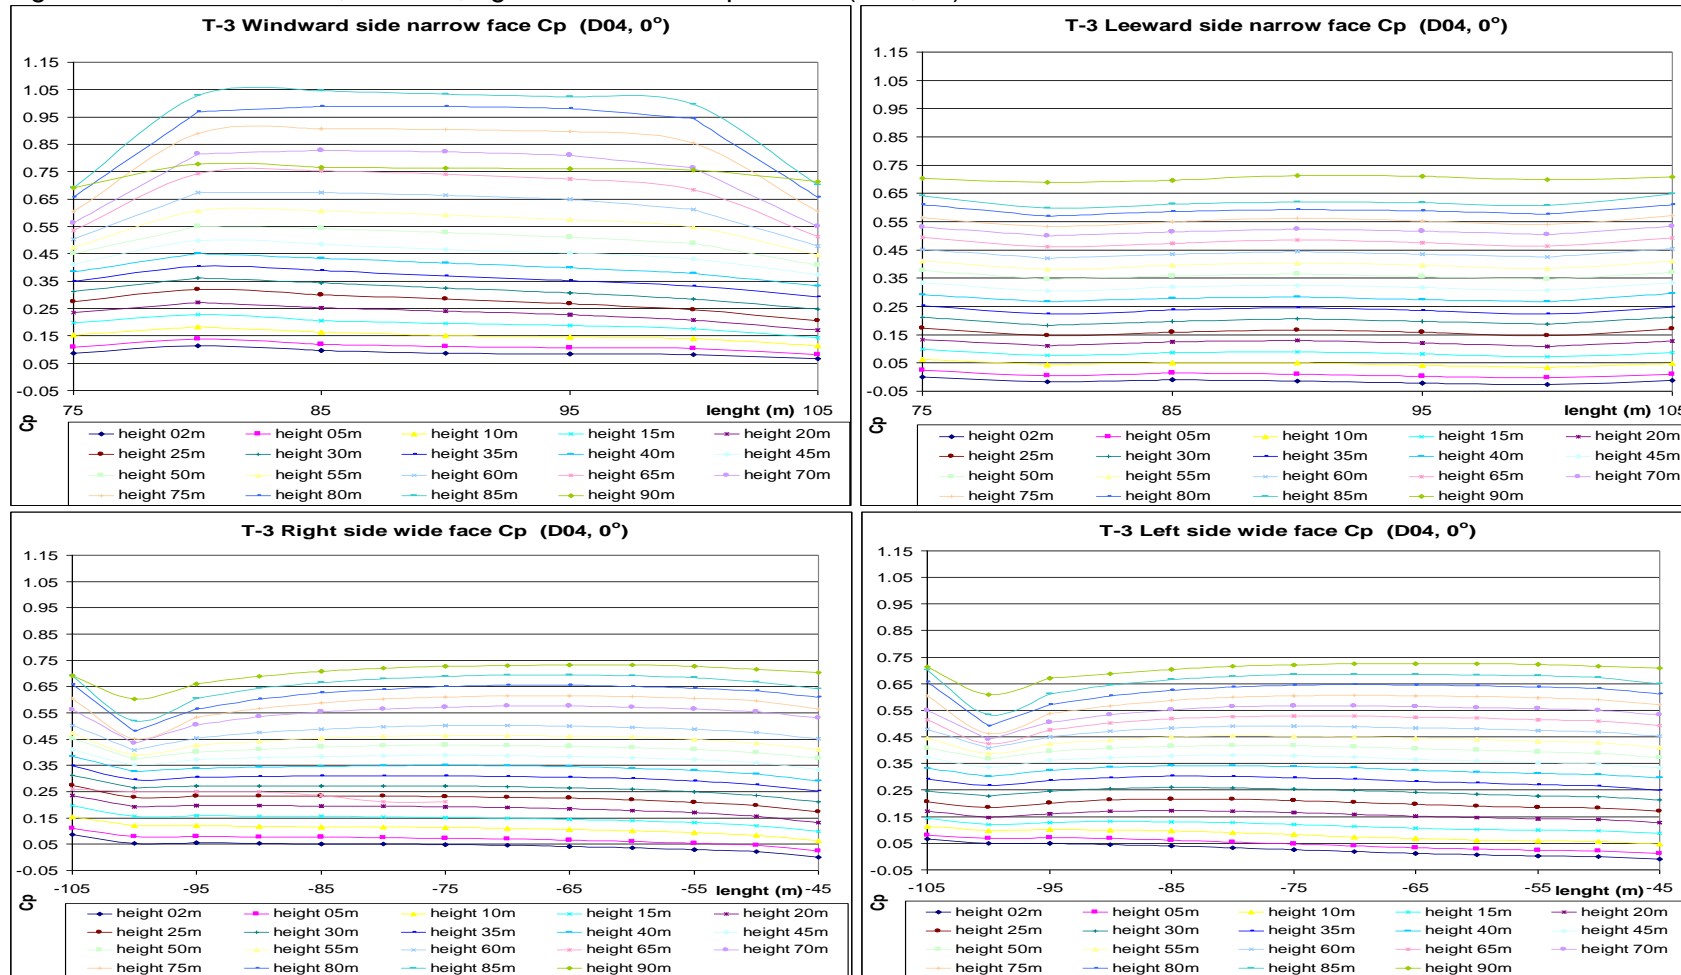 T-3 Windward side narrow face Cp (D04, 0°)
1.15
1.05
0.95
0.85
0.75
0.65
0.55
0.45
0.35
0.25
0.15
0.05
-0.05
75 85 95 lenght (m) 105
Cp
height 02m height 05m height 10m height 15m height 20m
height 25m height 30m height 35m height 40m height 45m
height 50m height 55m height 60m height 65m height 70m
height 75m height 80m height 85m height 90m
T-3 Leeward side narrow face Cp (D04, 0°)
1.15
1.05
0.95
0.85
0.75
0.65
0.55
0.45
0.35
0.25
0.15
0.05
-0.05
75 85 95 lenght (m) 105
Cp
height 02m height 05m height 10m height 15m height 20m
height 25m height 30m height 35m height 40m height 45m
height 50m height 55m height 60m height 65m height 70m
height 75m height 80m height 85m height 90m
T-3 Right side wide face Cp (D04, 0°)
1.15
1.05
0.95
0.85
0.75
0.65
0.55
0.45
0.35
0.25
0.15
0.05
-0.05
-105 -95 -85 -75 -65 -55 lenght (m) -45
Cp
height 02m height 05m height 10m height 15m height 20m
height 25m height 30m height 35m height 40m height 45m
height 50m height 55m height 60m height 65m height 70m
height 75m height 80m height 85m height 90m
T-3 Left side wide face Cp (D04, 0°)
1.15
1.05
0.95
0.85
0.75
0.65
0.55
0.45
0.35
0.25
0.15
0.05
-0.05
-105 -95 -85 -75 -65 -55 lenght (m) -45
Cp
height 02m height 05m height 10m height 15m height 20m
height 25m height 30m height 35m height 40m height 45m
height 50m height 55m height 60m height 65m height 70m
height 75m height 80m height 85m height 90m